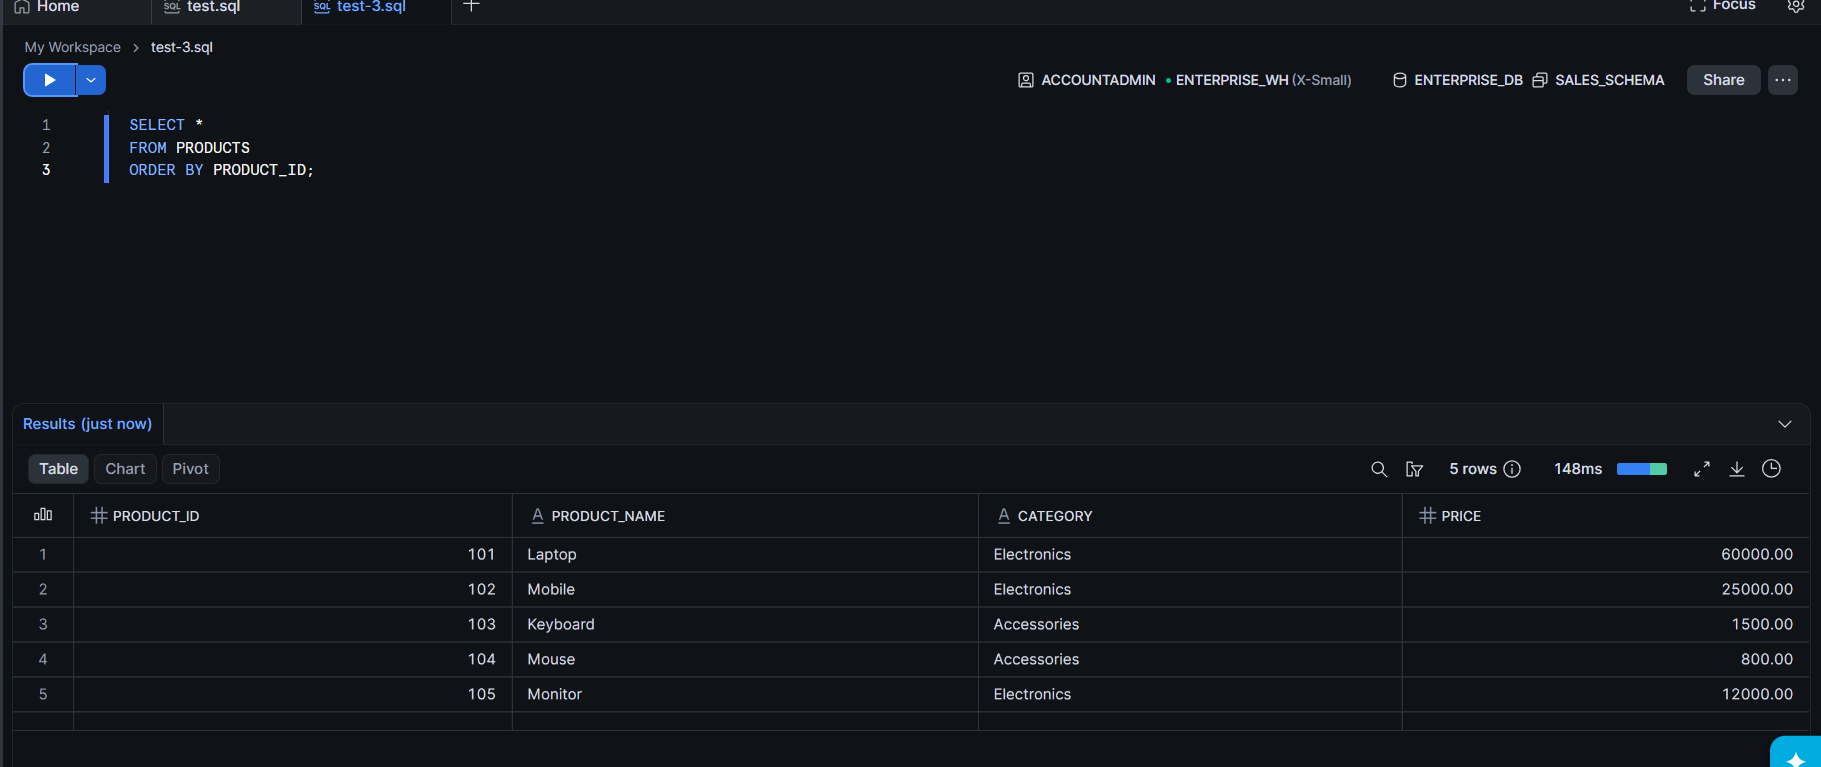 Home
SQL test.sql
SQL test-3.sql
Focus
My Workspace > test-3.sql
ACCOUNTADMIN ENTERPRISE_WH (X-Small) ENTERPRISE_DB SALES_SCHEMA Share ...
1 SELECT *
2 FROM PRODUCTS
3 ORDER BY PRODUCT_ID;
Results (just now)
Table Chart Pivot 5 rows 148ms
# PRODUCT_ID A PRODUCT_NAME A CATEGORY # PRICE
1 101 Laptop Electronics 60000.00
2 102 Mobile Electronics 25000.00
3 103 Keyboard Accessories 1500.00
4 104 Mouse Accessories 800.00
5 105 Monitor Electronics 12000.00